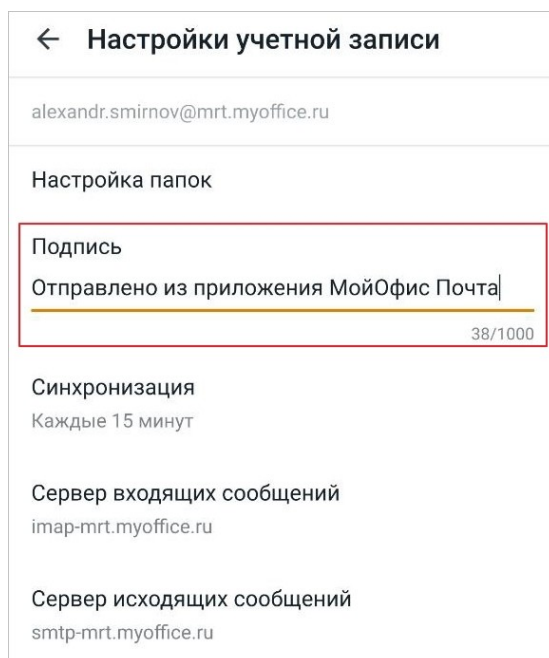 Настройки учетной записи
alexandr.smirnov@mrt.myoffice.ru
Настройка папок
Подпись
Отправлено из приложения МойОфис Почта
38/1000
Синхронизация
Каждые 15 минут
Сервер входящих сообщений
imap-mrt.myoffice.ru
Сервер исходящих сообщений
smtp-mrt.myoffice.ru